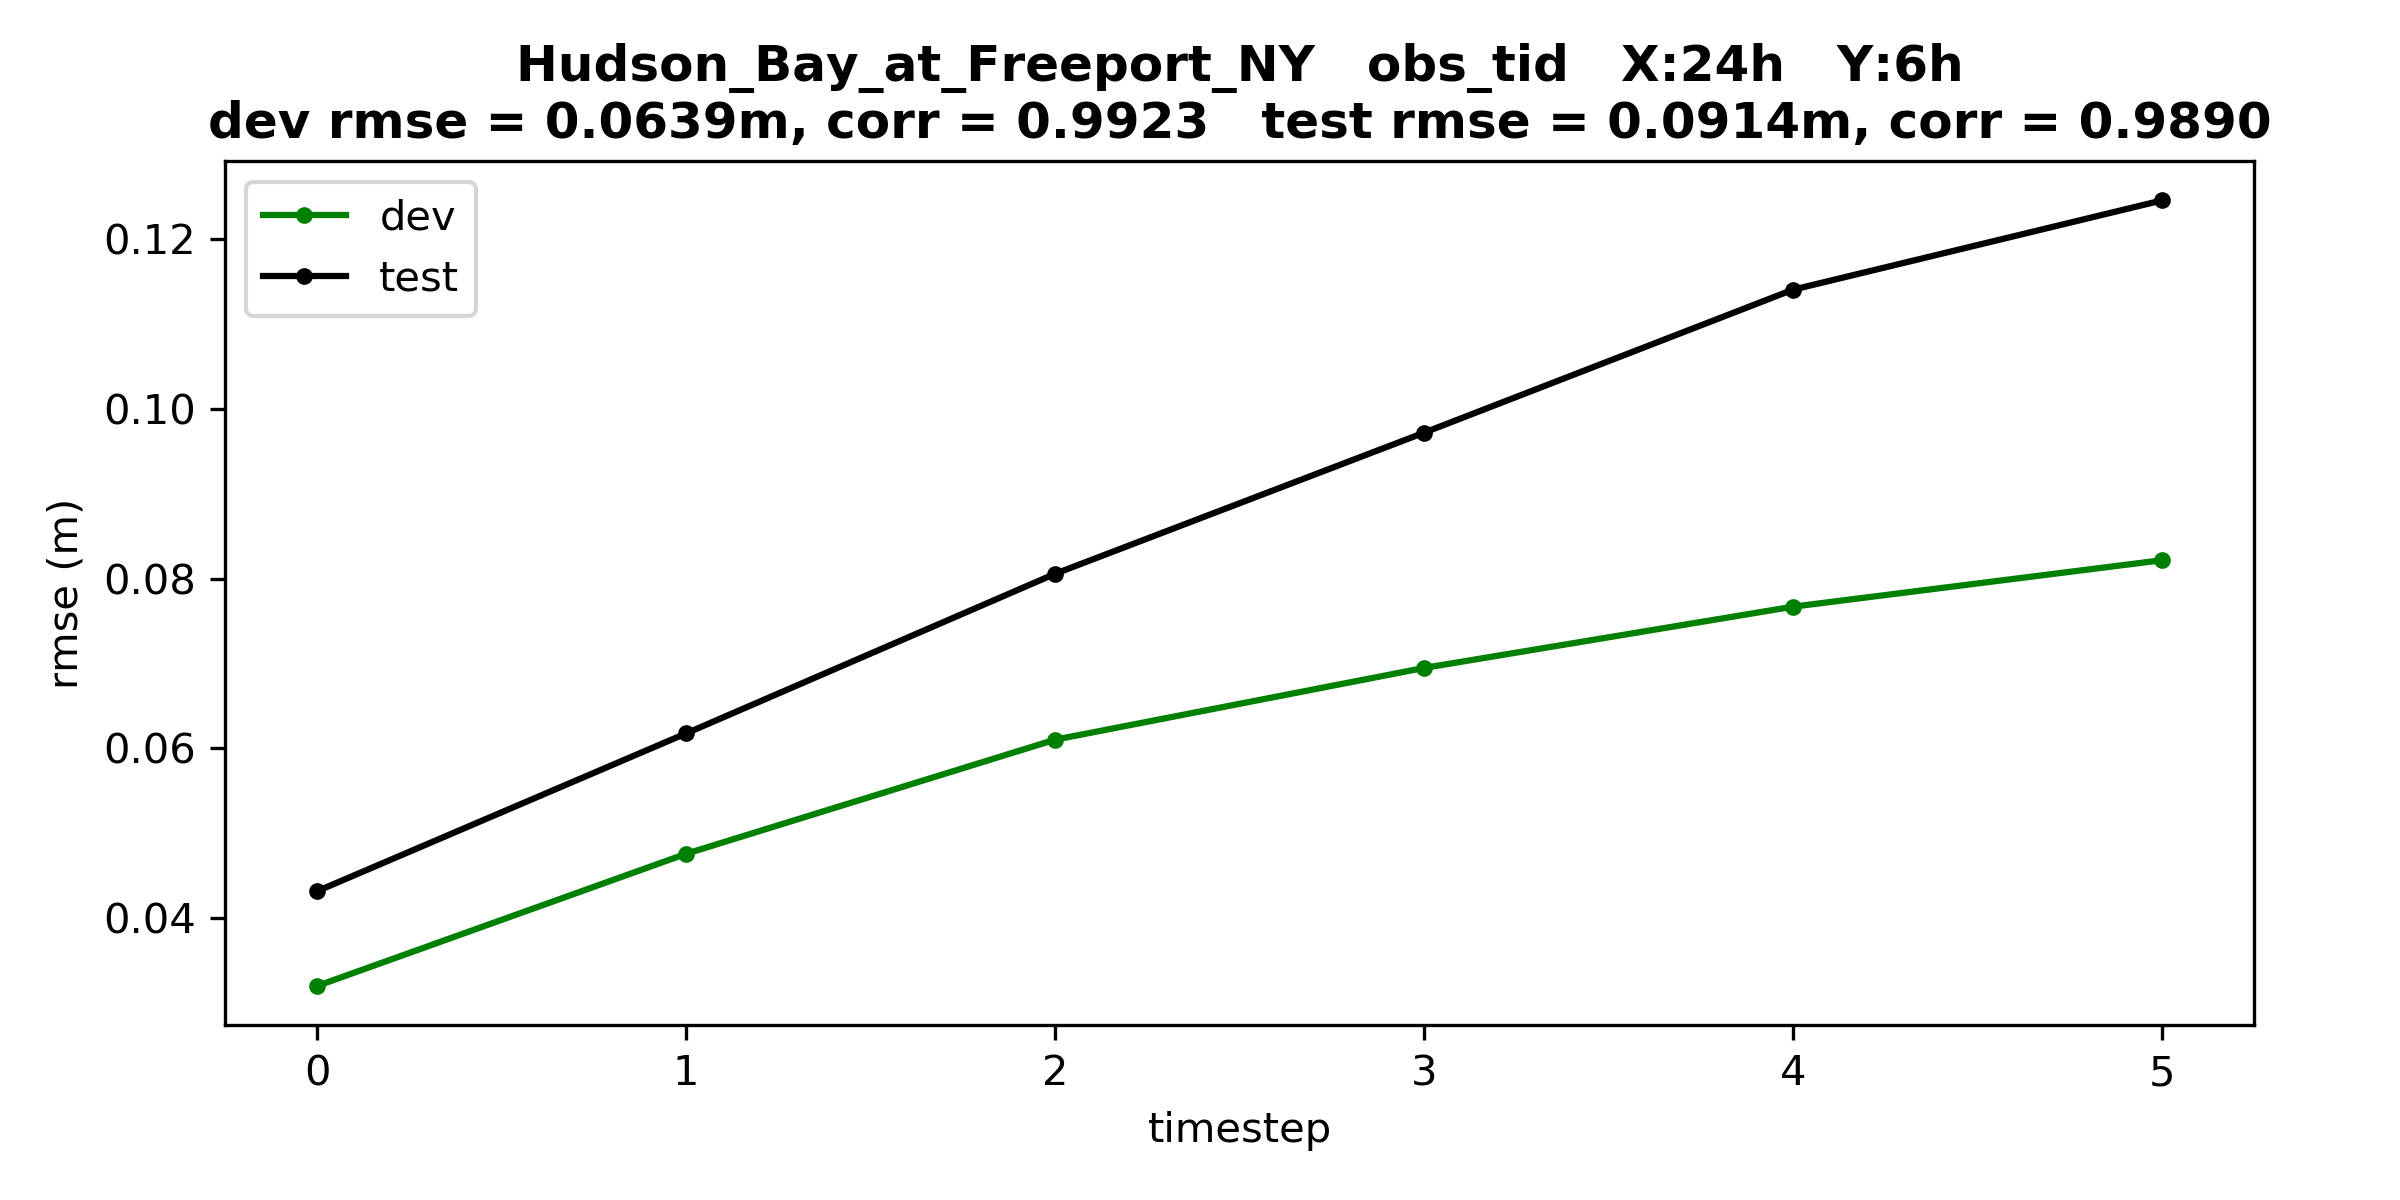 Hudson_Bay_at_Freeport_NY   obs_tid   X:24h   Y:6h
dev rmse = 0.0639m, corr = 0.9923   test rmse = 0.0914m, corr = 0.9890
dev
test
0.12
0.10
0.08
0.06
0.04
rmse (m)
0 1 2 3 4 5
timestep